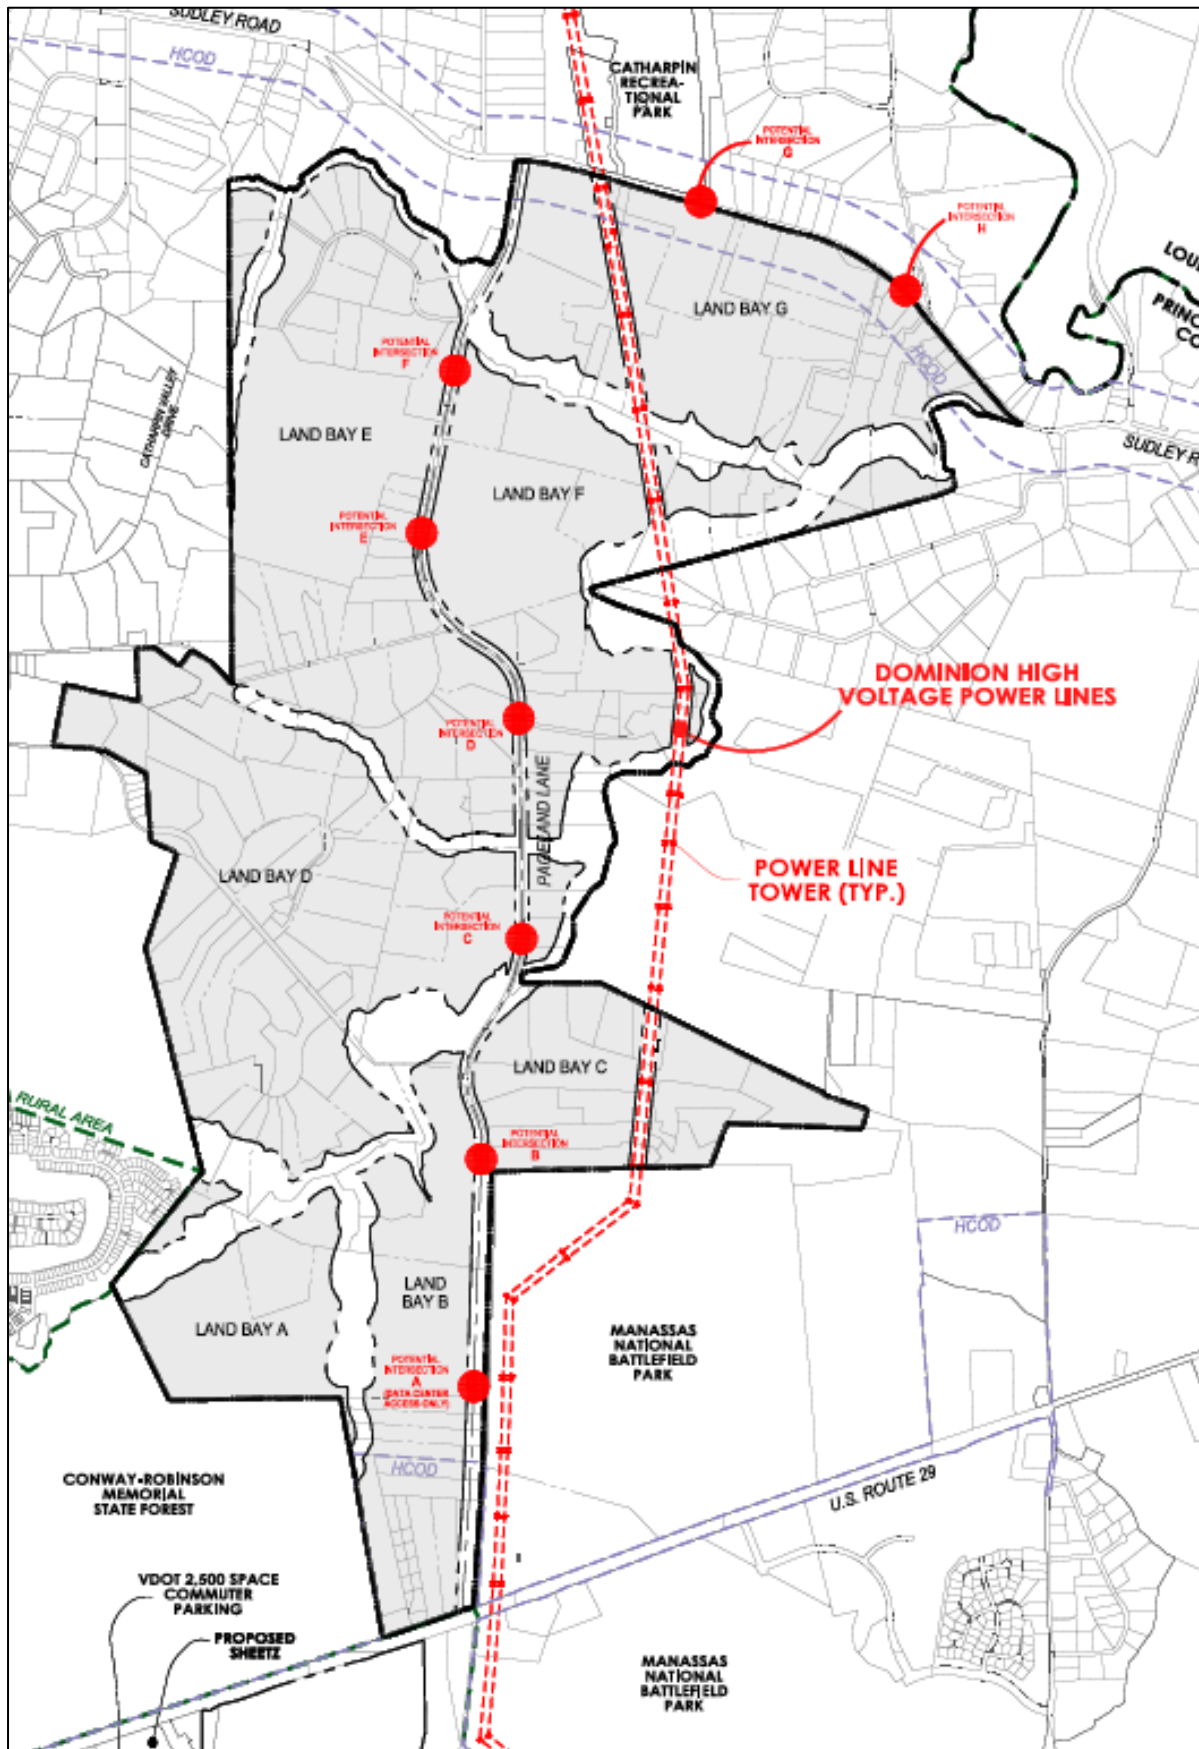 SUDLEY ROAD
HCOD
CATHARPIN
RECREA-
TIONAL
PARK
POTENTIAL
INTERSECTION
G
POTENTIAL
INTERSECTION
H
LOU
PRINC
CO
LAND BAY G
HCOD
POTENTIAL
INTERSECTION
F
CATHARPIN VALLEY
DRIVE
LAND BAY E
SUDLEY R
LAND BAY F
POTENTIAL
INTERSECTION
E
DOMINION HIGH
VOLTAGE POWER LINES
POTENTIAL
INTERSECTION
D
PAGELAND LANE
LAND BAY D
POWER LINE
TOWER (TYP.)
POTENTIAL
INTERSECTION
C
LAND BAY C
RURAL AREA
POTENTIAL
INTERSECTION
B
HCOD
LAND
BAY B
LAND BAY A
MANASSAS
NATIONAL
BATTLEFIELD
PARK
POTENTIAL
INTERSECTION
A
(DATA CENTER
ACCESS ONLY)
HCOD
CONWAY-ROBINSON
MEMORIAL
STATE FOREST
U.S. ROUTE 29
VDOT 2,500 SPACE
COMMUTER
PARKING
PROPOSED
SHEETZ
MANASSAS
NATIONAL
BATTLEFIELD
PARK